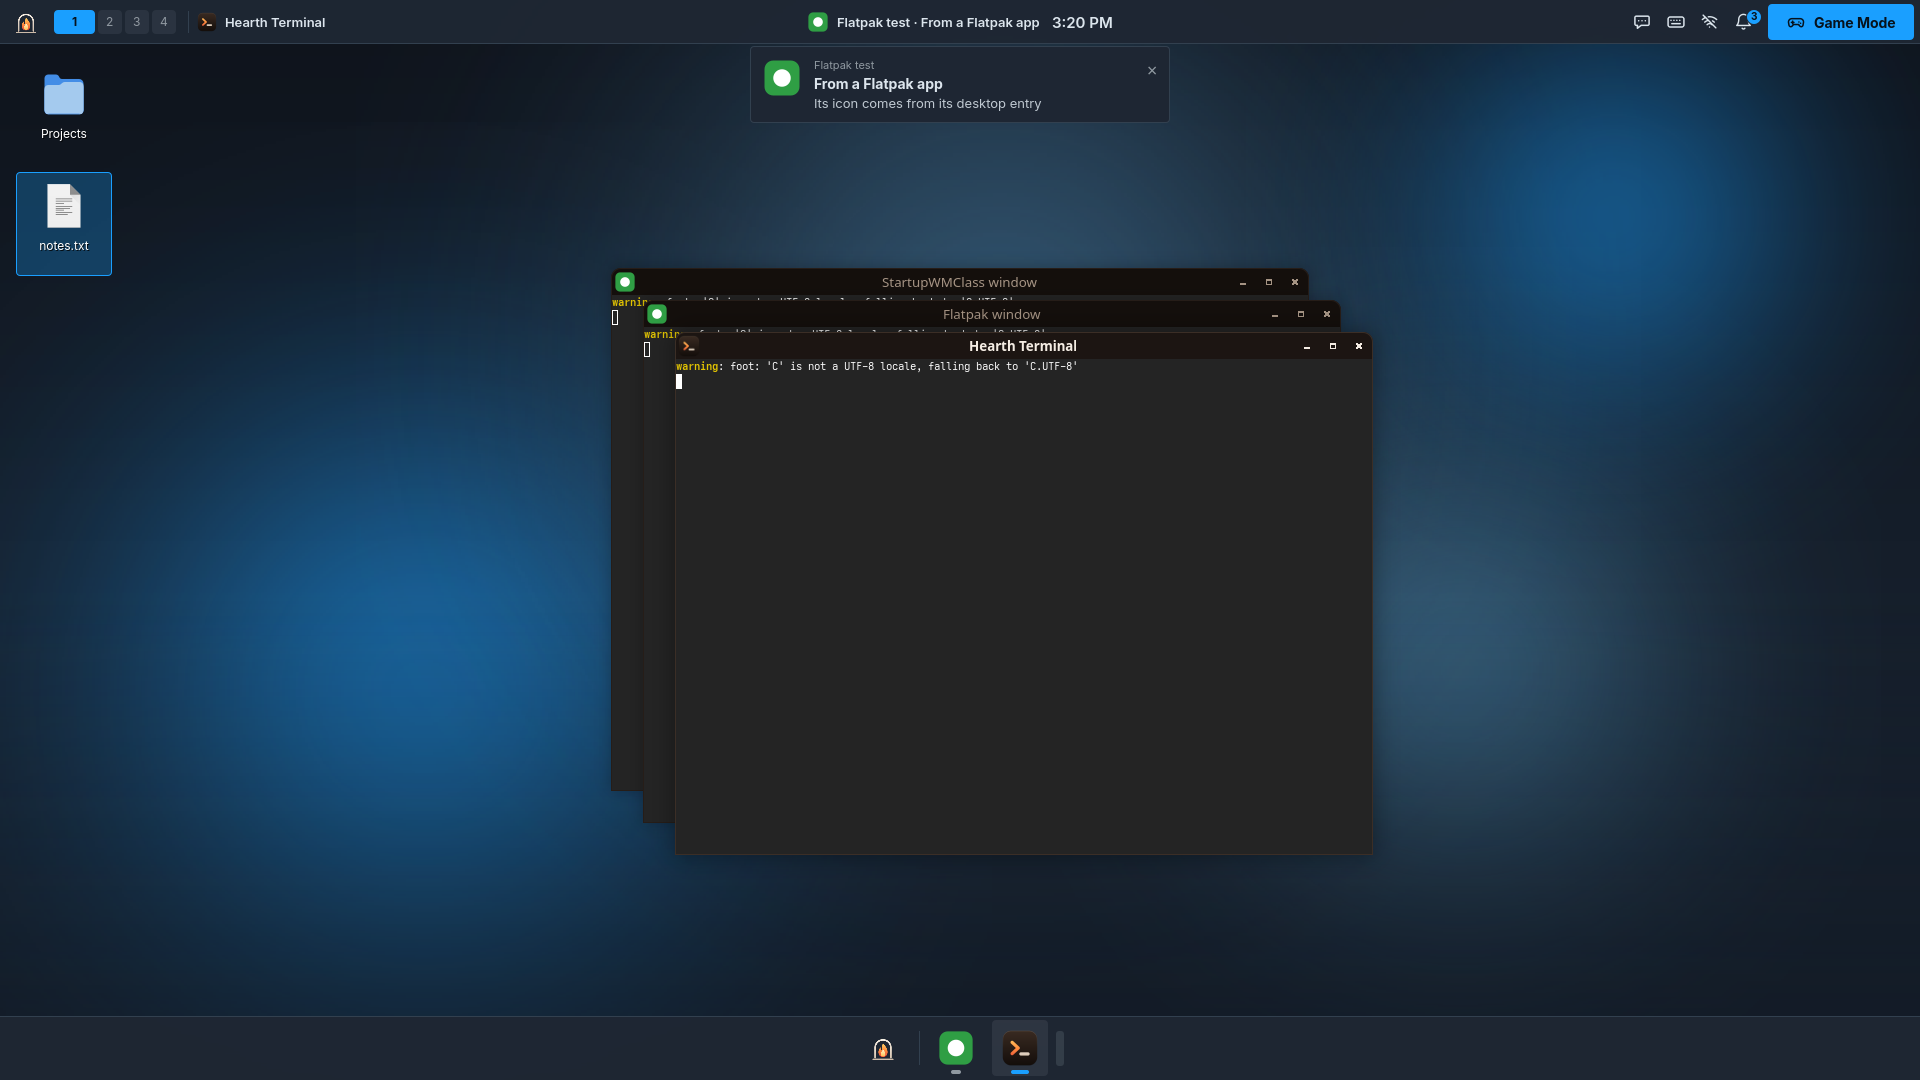 1 2 3 4 Hearth Terminal
Flatpak test · From a Flatpak app 3:20 PM
3
Game Mode
Flatpak test
From a Flatpak app
Its icon comes from its desktop entry
Projects
notes.txt
StartupWMClass window
warnin
Flatpak window
warnin
Hearth Terminal
warning: foot: 'C' is not a UTF-8 locale, falling back to 'C.UTF-8'